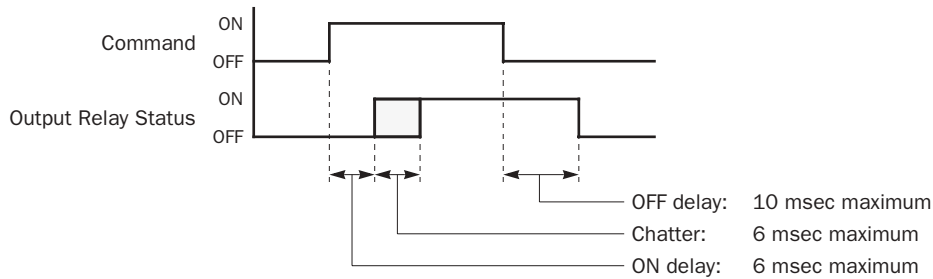 ON
Command
OFF
ON
Output Relay Status
OFF
OFF delay: 10 msec maximum
Chatter: 6 msec maximum
ON delay: 6 msec maximum